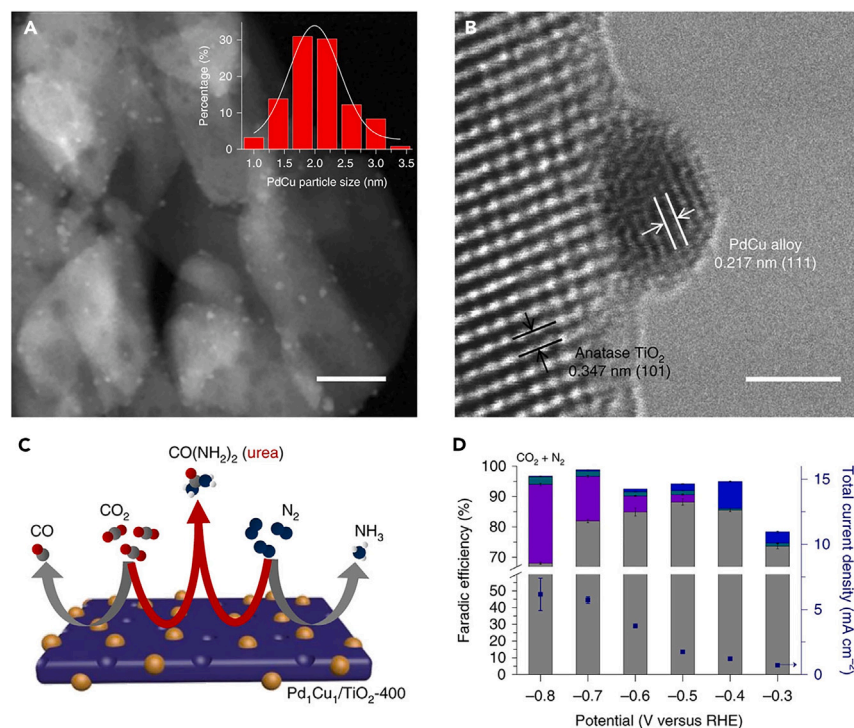 A
Percentage (%)
30
20
10
0
1.0 1.5 2.0 2.5 3.0 3.5
PdCu particle size (nm)
B
PdCu alloy
0.217 nm (111)
Anatase TiO₂
0.347 nm (101)
C
CO(NH₂)₂ (urea)
CO₂
N₂
CO
NH₃
Pd₁Cu₁/TiO₂-400
D
CO₂ + N₂
Faradic efficiency (%)
100
90
80
70
50
40
30
20
10
0
15
10
5
0
Total current density (mA cm⁻²)
−0.8 −0.7 −0.6 −0.5 −0.4 −0.3
Potential (V versus RHE)